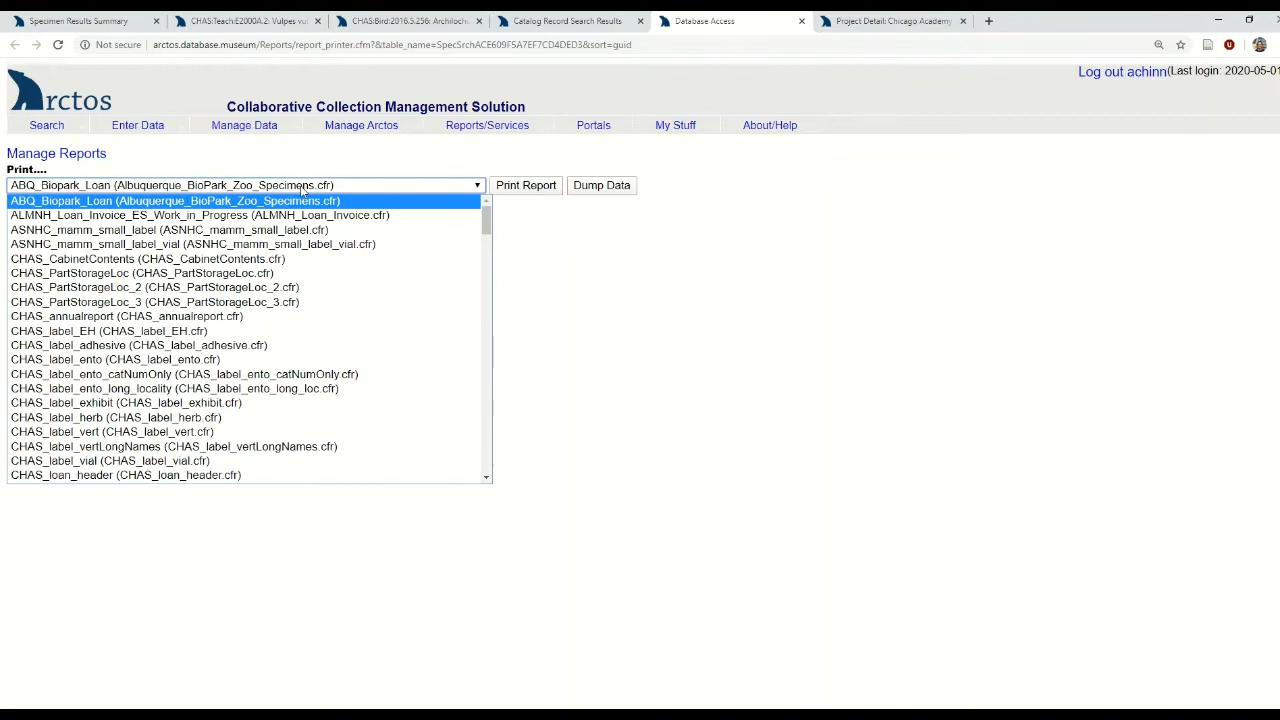 Specimen Results Summary
CHAS:Teach:E2000A.2: Vulpes vul
CHAS:Bird:2016.5.256: Archiloch
Catalog Record Search Results
Database Access
Project Detail: Chicago Academy
Not secure | arctos.database.museum/Reports/report_printer.cfm?&table_name=SpecSrchACE609F5A7EF7CD4DED3&sort=guid
Log out achinn(Last login: 2020-05-01
Arctos
Collaborative Collection Management Solution
Search Enter Data Manage Data Manage Arctos Reports/Services Portals My Stuff About/Help
Manage Reports
Print....
ABQ_Biopark_Loan (Albuquerque_BioPark_Zoo_Specimens.cfr) Print Report Dump Data
ABQ_Biopark_Loan (Albuquerque_BioPark_Zoo_Specimens.cfr)
ALMNH_Loan_Invoice_ES_Work_in_Progress (ALMNH_Loan_Invoice.cfr)
ASNHC_mamm_small_label (ASNHC_mamm_small_label.cfr)
ASNHC_mamm_small_label_vial (ASNHC_mamm_small_label_vial.cfr)
CHAS_CabinetContents (CHAS_CabinetContents.cfr)
CHAS_PartStorageLoc (CHAS_PartStorageLoc.cfr)
CHAS_PartStorageLoc_2 (CHAS_PartStorageLoc_2.cfr)
CHAS_PartStorageLoc_3 (CHAS_PartStorageLoc_3.cfr)
CHAS_annualreport (CHAS_annualreport.cfr)
CHAS_label_EH (CHAS_label_EH.cfr)
CHAS_label_adhesive (CHAS_label_adhesive.cfr)
CHAS_label_ento (CHAS_label_ento.cfr)
CHAS_label_ento_catNumOnly (CHAS_label_ento_catNumOnly.cfr)
CHAS_label_ento_long_locality (CHAS_label_ento_long_loc.cfr)
CHAS_label_exhibit (CHAS_label_exhibit.cfr)
CHAS_label_herb (CHAS_label_herb.cfr)
CHAS_label_vert (CHAS_label_vert.cfr)
CHAS_label_vertLongNames (CHAS_label_vertLongNames.cfr)
CHAS_label_vial (CHAS_label_vial.cfr)
CHAS_loan_header (CHAS_loan_header.cfr)